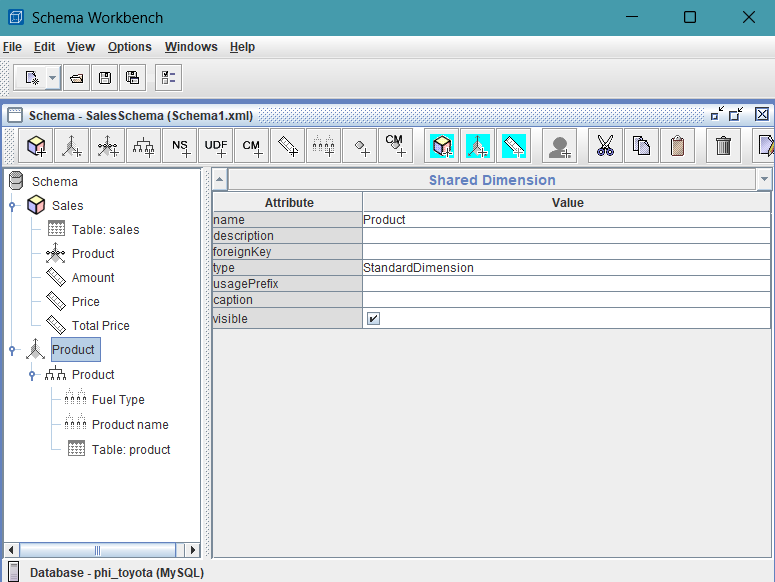 Schema Workbench
File Edit View Options Windows Help
Schema - SalesSchema (Schema1.xml)
NS UDF CM CM
Schema
Sales
Table: sales
Product
Amount
Price
Total Price
Product
Product
Fuel Type
Product name
Table: product
Shared Dimension
Attribute Value
name Product
description
foreignKey
type StandardDimension
usagePrefix
caption
visible
Database - phi_toyota (MySQL)